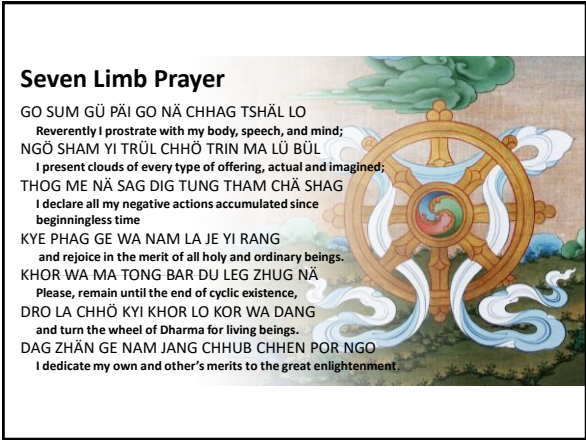 Seven Limb Prayer
GO SUM GÜ PÄI GO NÄ CHHAG TSHÄL LO
Reverently I prostrate with my body, speech, and mind;
NGÖ SHAM YI TRÜL CHHÖ TRIN MA LÜ BÜL
I present clouds of every type of offering, actual and imagined;
THOG ME NÄ SAG DIG TUNG THAM CHÄ SHAG
I declare all my negative actions accumulated since
beginningless time
KYE PHAG GE WA NAM LA JE YI RANG
and rejoice in the merit of all holy and ordinary beings.
KHOR WA MA TONG BAR DU LEG ZHUG NÄ
Please, remain until the end of cyclic existence,
DRO LA CHHÖ KYI KHOR LO KOR WA DANG
and turn the wheel of Dharma for living beings.
DAG ZHÄN GE NAM JANG CHHUB CHHEN POR NGO
I dedicate my own and other's merits to the great enlightenment.